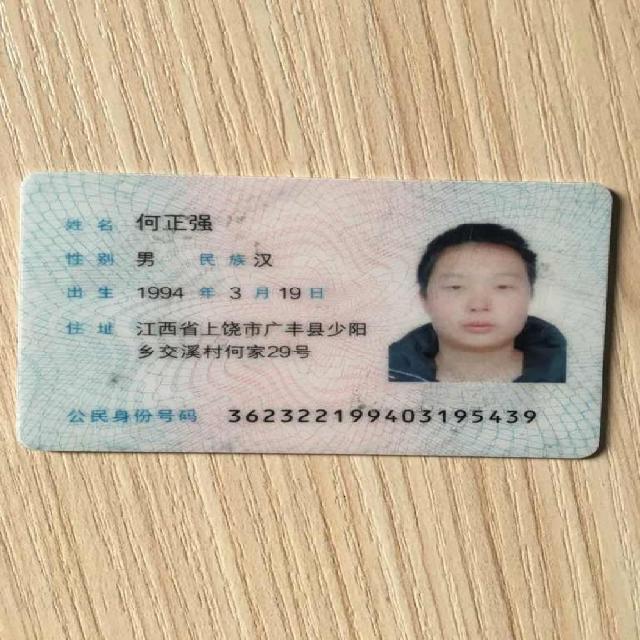 姓名 何正强
性别 男 民族 汉
出生 1994 年 3 月 19 日
住址 江西省上饶市广丰县少阳
乡交溪村何家29号
公民身份号码 362322199403195439